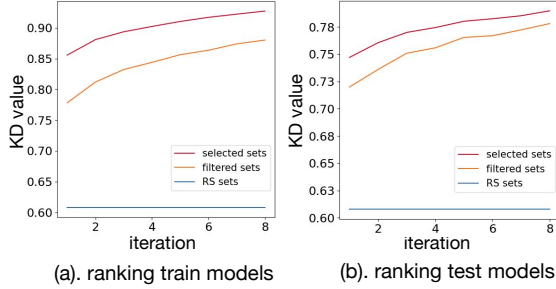 0.90
0.85
0.80
0.75
0.70
0.65
0.60
KD value
selected sets
filtered sets
RS sets
2 4 6 8
iteration
(a). ranking train models
0.78
0.75
0.73
0.70
0.68
0.65
0.63
0.60
KD value
selected sets
filtered sets
RS sets
2 4 6 8
iteration
(b). ranking test models